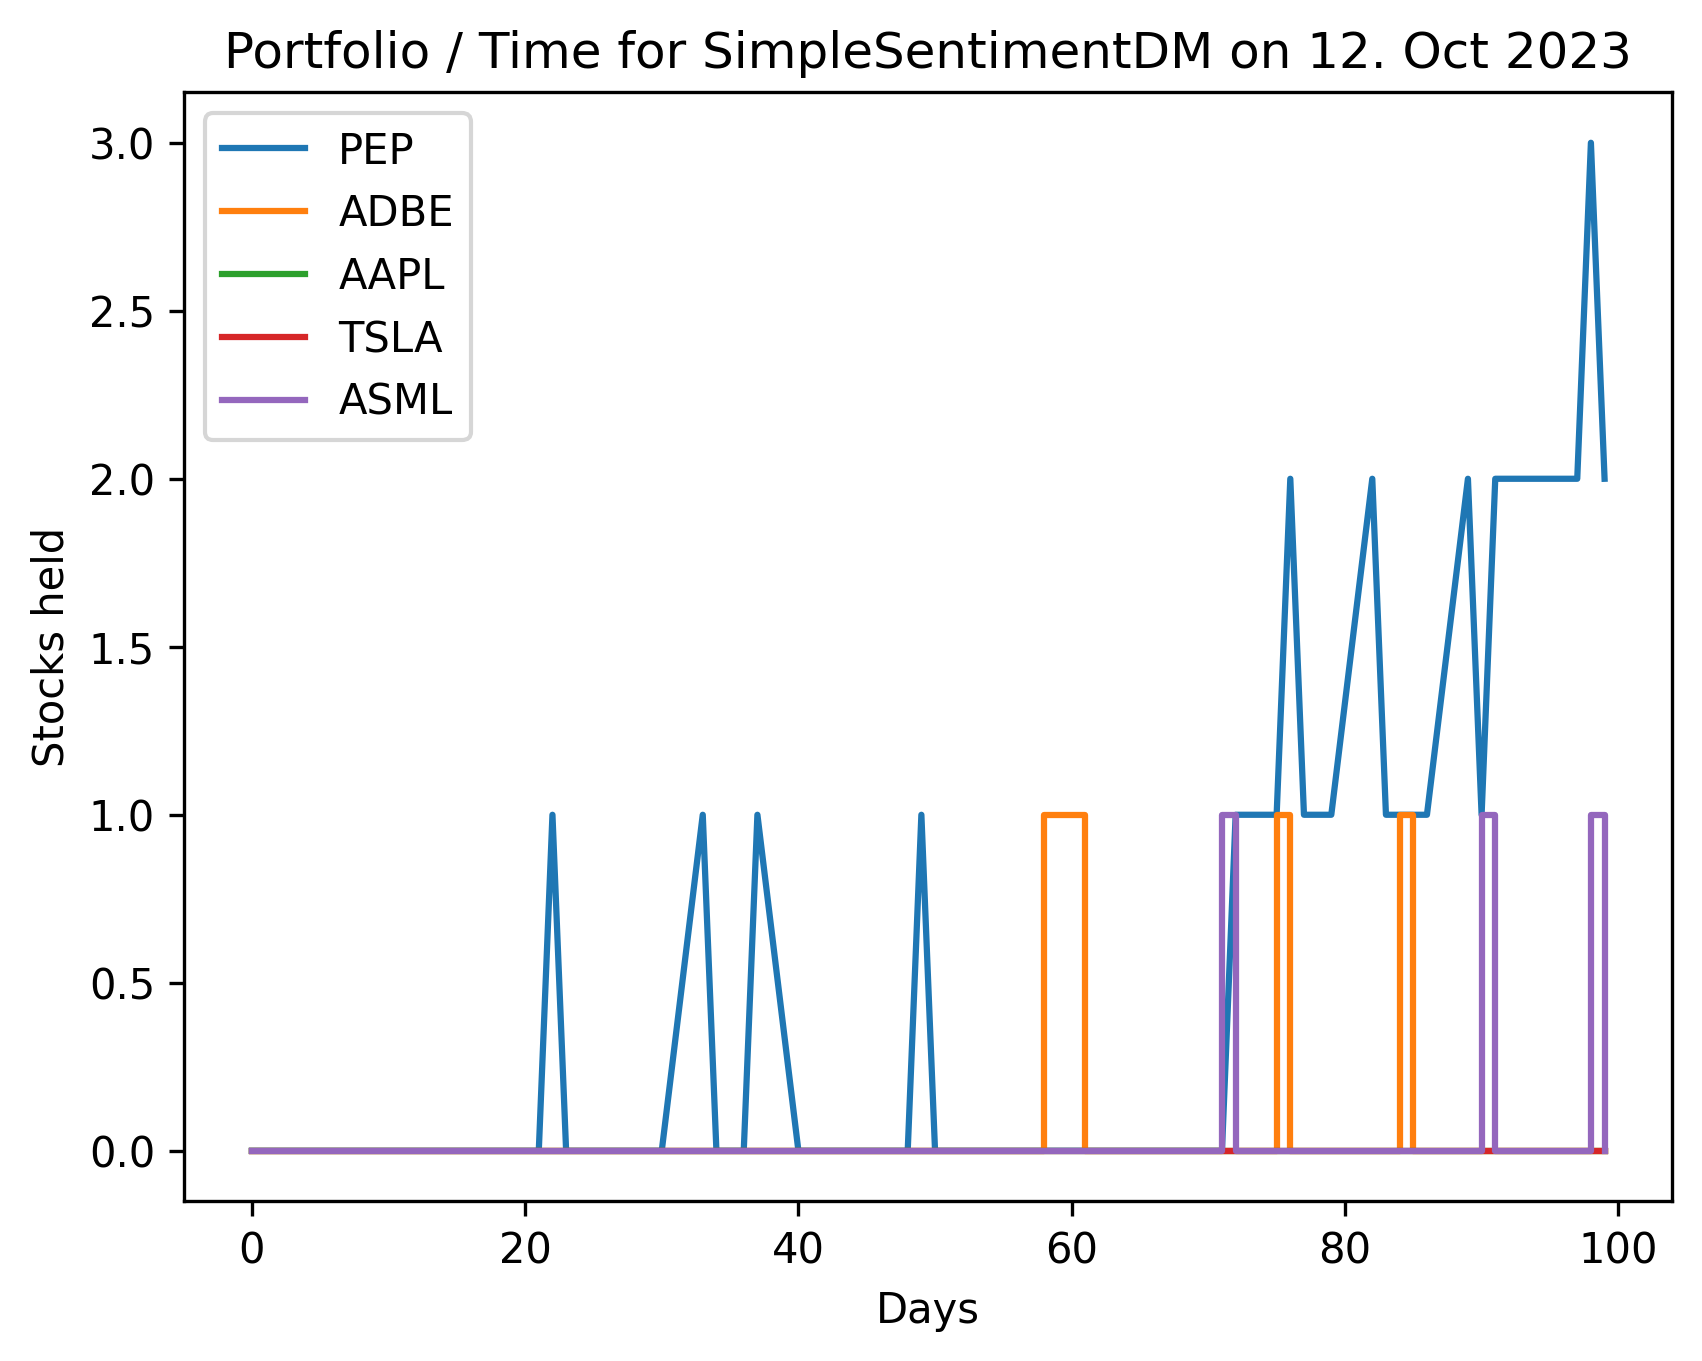 Portfolio / Time for SimpleSentimentDM on 12. Oct 2023
PEP
ADBE
AAPL
TSLA
ASML
3.0
2.5
2.0
1.5
1.0
0.5
0.0
Stocks held
0 20 40 60 80 100
Days